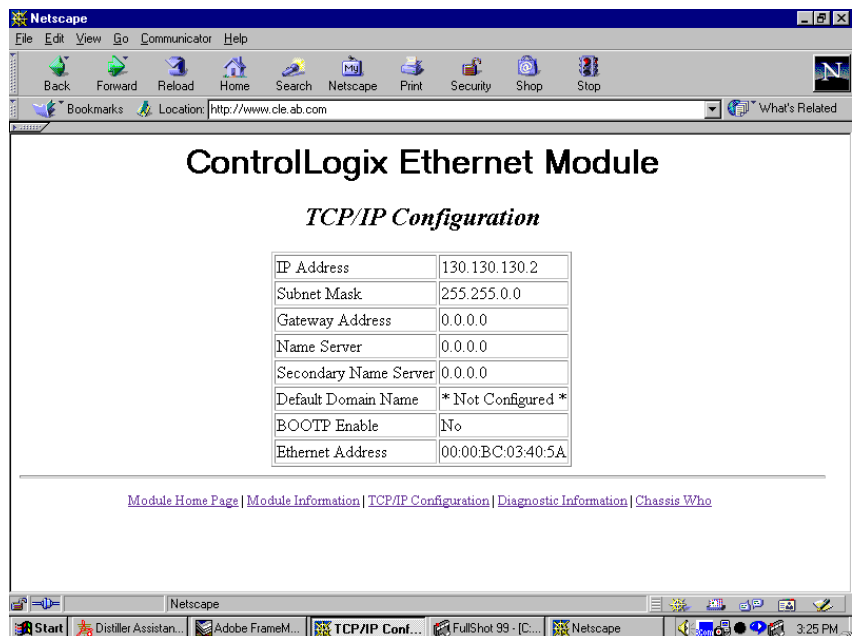 Netscape
File Edit View Go Communicator Help
My
N
Back Forward Reload Home Search Netscape Print Security Shop Stop
Bookmarks Location: http://www.cle.ab.com What's Related
ControlLogix Ethernet Module
TCP/IP Configuration
IP Address 130.130.130.2
Subnet Mask 255.255.0.0
Gateway Address 0.0.0.0
Name Server 0.0.0.0
Secondary Name Server 0.0.0.0
Default Domain Name * Not Configured *
BOOTP Enable No
Ethernet Address 00:00:BC:03:40:5A
Module Home Page | Module Information | TCP/IP Configuration | Diagnostic Information | Chassis Who
Netscape
Start Distiller Assistan... Adobe FrameM... TCP/IP Conf... FullShot 99 - [C:... Netscape 3:25 PM